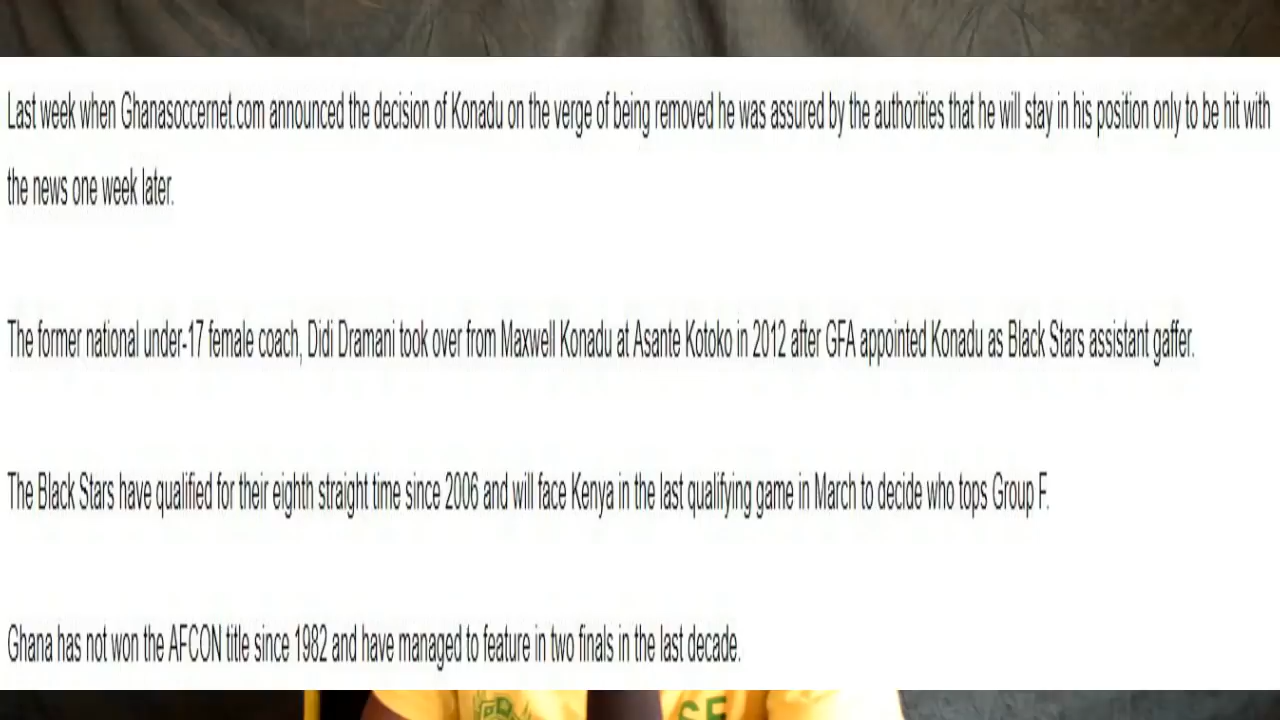 Last week when Ghanasoccernet.com announced the decision of Konadu on the verge of being removed he was assured by the authorities that he will stay in his position only to be hit with
the news one week later.
The former national under-17 female coach, Didi Dramani took over from Maxwell Konadu at Asante Kotoko in 2012 after GFA appointed Konadu as Black Stars assistant gaffer.
The Black Stars have qualified for their eighth straight time since 2006 and will face Kenya in the last qualifying game in March to decide who tops Group F.
Ghana has not won the AFCON title since 1982 and have managed to feature in two finals in the last decade.